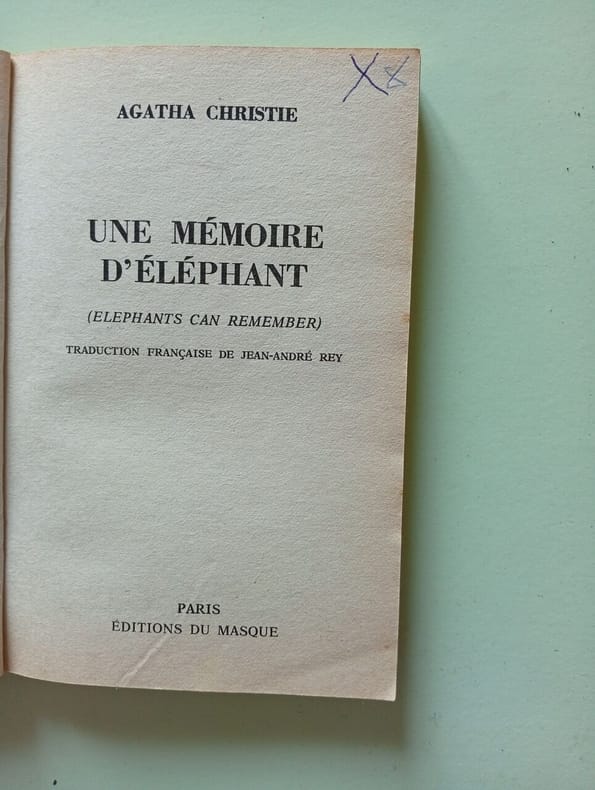 AGATHA CHRISTIE
UNE MÉMOIRE
D'ÉLÉPHANT
(ELEPHANTS CAN REMEMBER)
TRADUCTION FRANÇAISE DE JEAN-ANDRÉ REY
PARIS
ÉDITIONS DU MASQUE